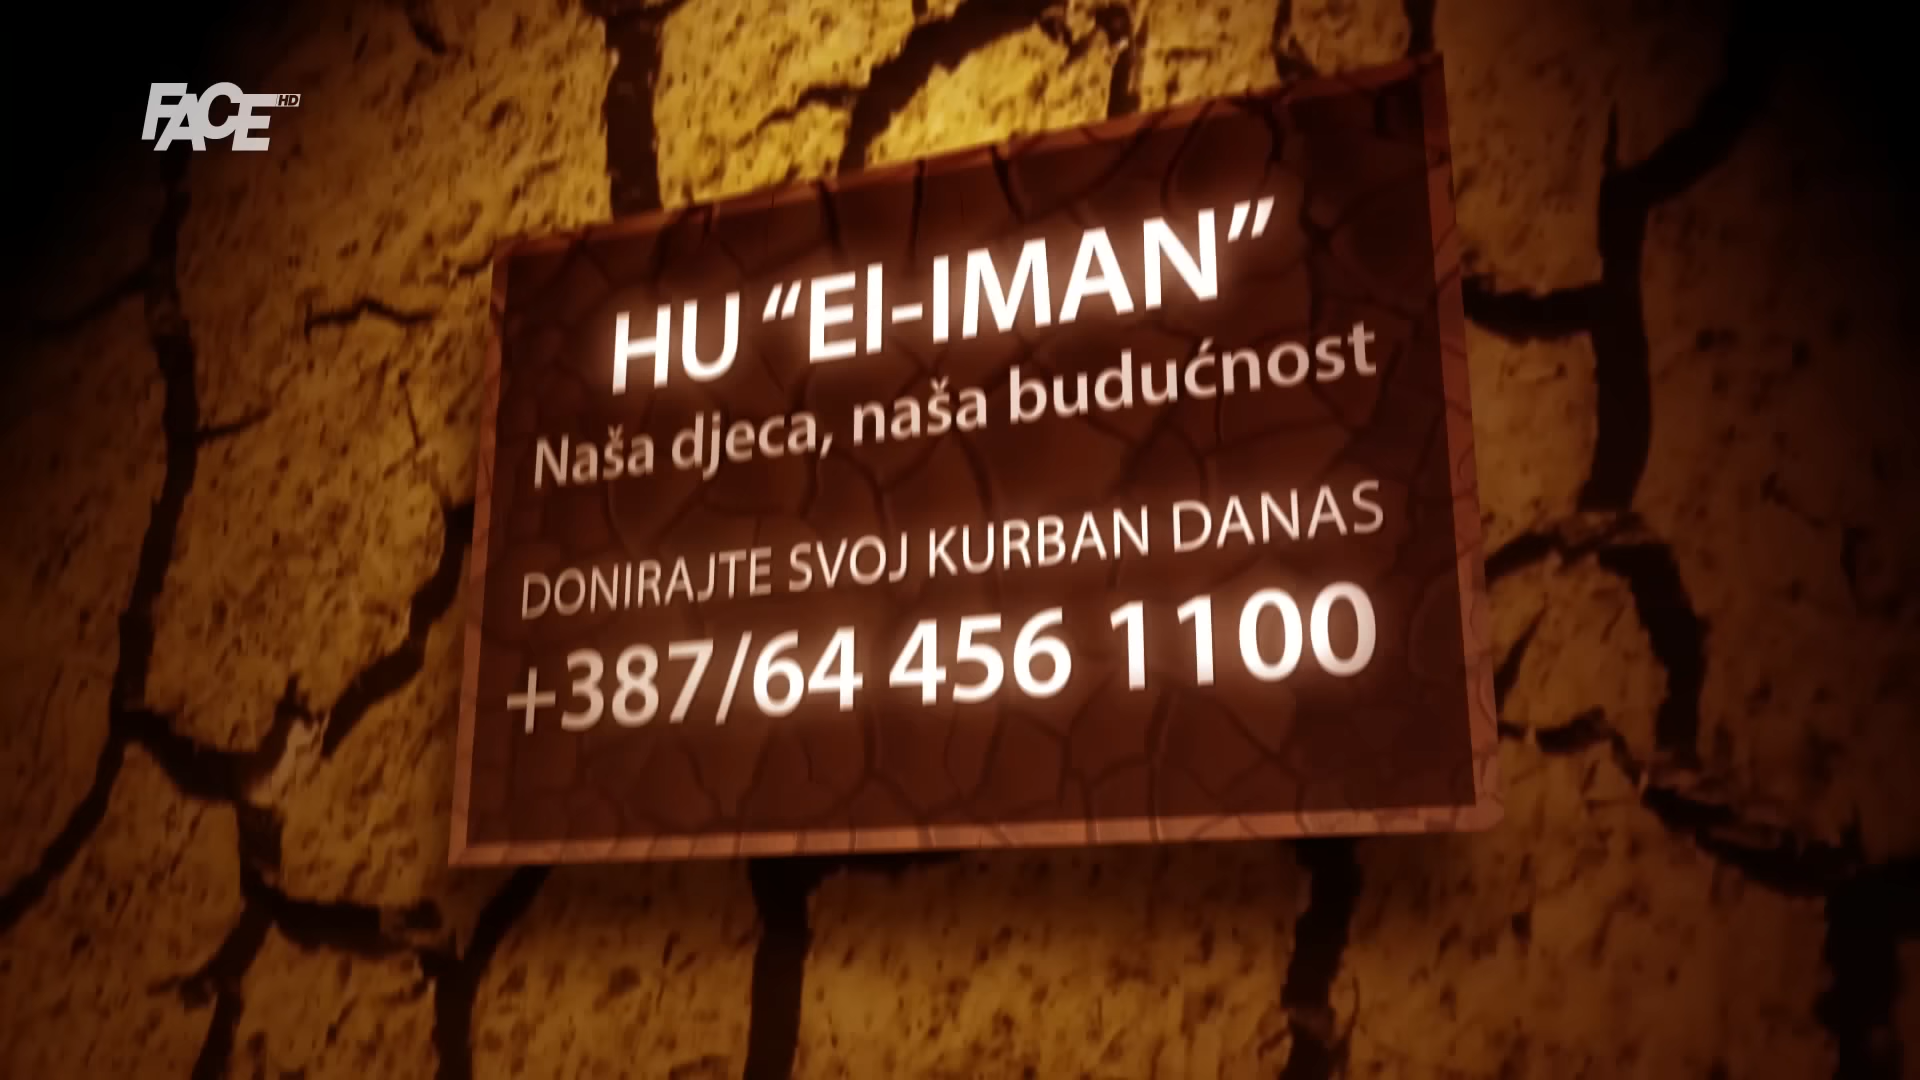 FACE HD
HU “El-IMAN”
Naša djeca, naša budućnost
DONIRAJTE SVOJ KURBAN DANAS
+387/64 456 1100